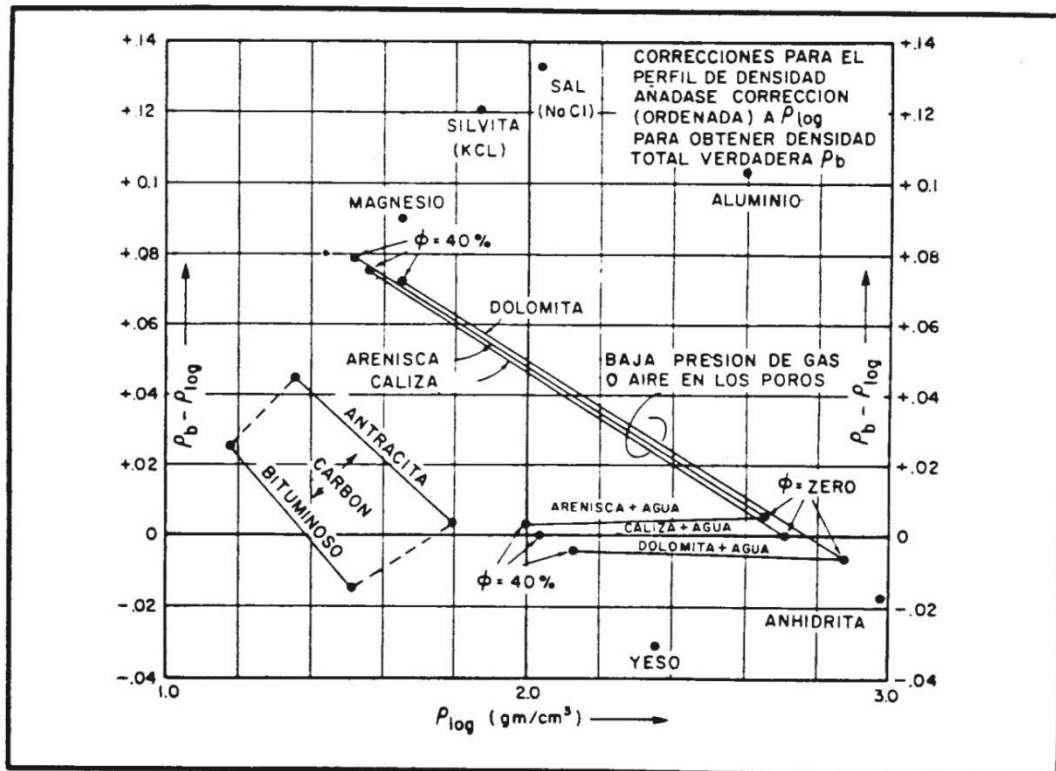 +.14
+.12
+0.1
+.08
+.06
+.04
+.02
0
-.02
-.04
ρb - ρlog
CORRECCIONES PARA EL
PERFIL DE DENSIDAD
AÑADASE CORRECCION
(ORDENADA) A ρlog
PARA OBTENER DENSIDAD
TOTAL VERDADERA ρb
SAL
(NaCl)
SILVITA
(KCL)
ALUMINIO
MAGNESIO
ϕ = 40%
DOLOMITA
ARENISCA
CALIZA
BAJA PRESION DE GAS
O AIRE EN LOS POROS
ANTRACITA
CARBON
BITUMINOSO
ϕ = ZERO
ARENISCA + AGUA
CALIZA + AGUA
DOLOMITA + AGUA
ϕ = 40%
ANHIDRITA
YESO
+.14
+.12
+0.1
+.08
+.06
+.04
+.02
0
-.02
-.04
ρb - ρlog
1.0 2.0 3.0
ρlog (gm/cm³)